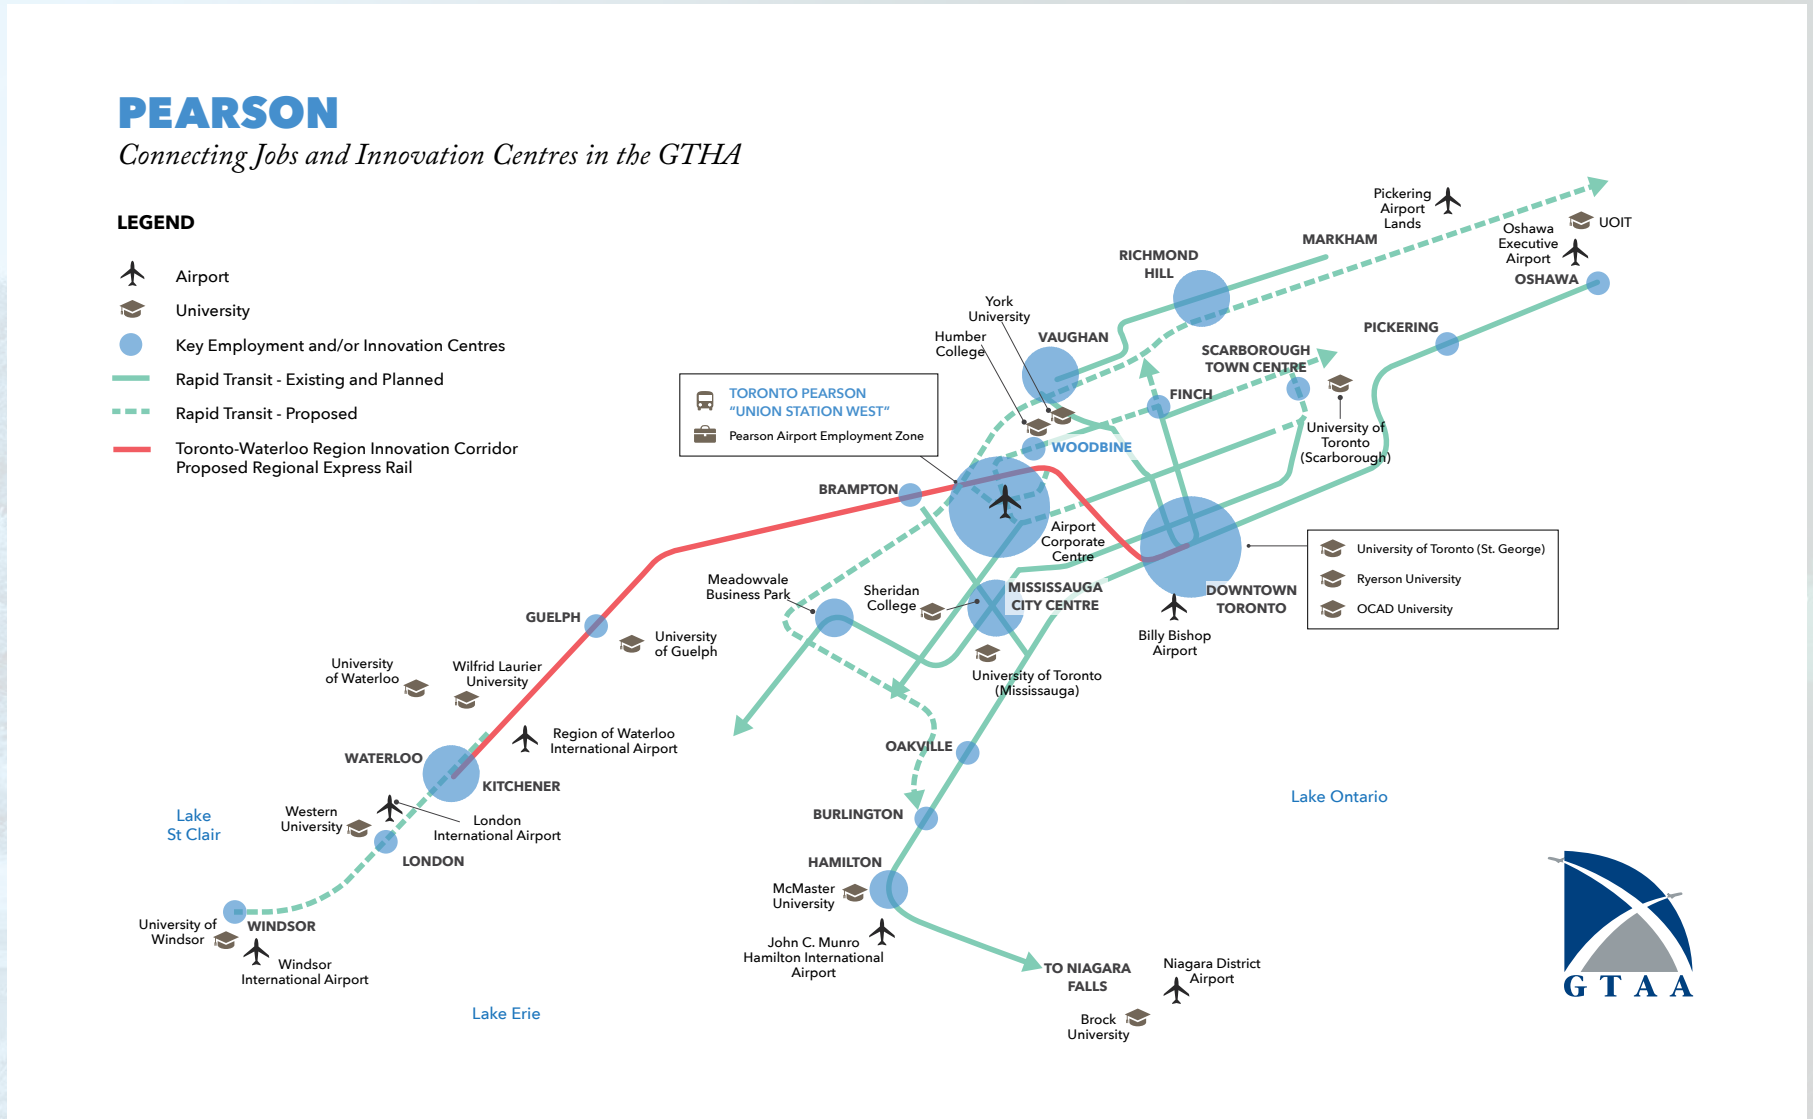 PEARSON
Connecting Jobs and Innovation Centres in the GTHA
LEGEND
Airport
University
Key Employment and/or Innovation Centres
Rapid Transit - Existing and Planned
Rapid Transit - Proposed
Toronto-Waterloo Region Innovation Corridor
Proposed Regional Express Rail
Pickering
Airport
Lands
UOIT
Oshawa
Executive
Airport
OSHAWA
MARKHAM
RICHMOND
HILL
York
University
Humber
College
VAUGHAN
PICKERING
SCARBOROUGH
TOWN CENTRE
FINCH
University of
Toronto
(Scarborough)
TORONTO PEARSON
“UNION STATION WEST”
Pearson Airport Employment Zone
WOODBINE
BRAMPTON
Airport
Corporate
Centre
University of Toronto (St. George)
Ryerson University
OCAD University
Meadowvale
Business Park
Sheridan
College
MISSISSAUGA
CITY CENTRE
DOWNTOWN
TORONTO
Billy Bishop
Airport
GUELPH
University
of Guelph
University
of Waterloo
Wilfrid Laurier
University
University of Toronto
(Mississauga)
Region of Waterloo
International Airport
WATERLOO
KITCHENER
OAKVILLE
Lake
St Clair
Western
University
London
International Airport
LONDON
BURLINGTON
Lake Ontario
HAMILTON
McMaster
University
University of
Windsor
WINDSOR
Windsor
International Airport
John C. Munro
Hamilton International
Airport
TO NIAGARA
FALLS
Niagara District
Airport
Brock
University
Lake Erie
GTAA